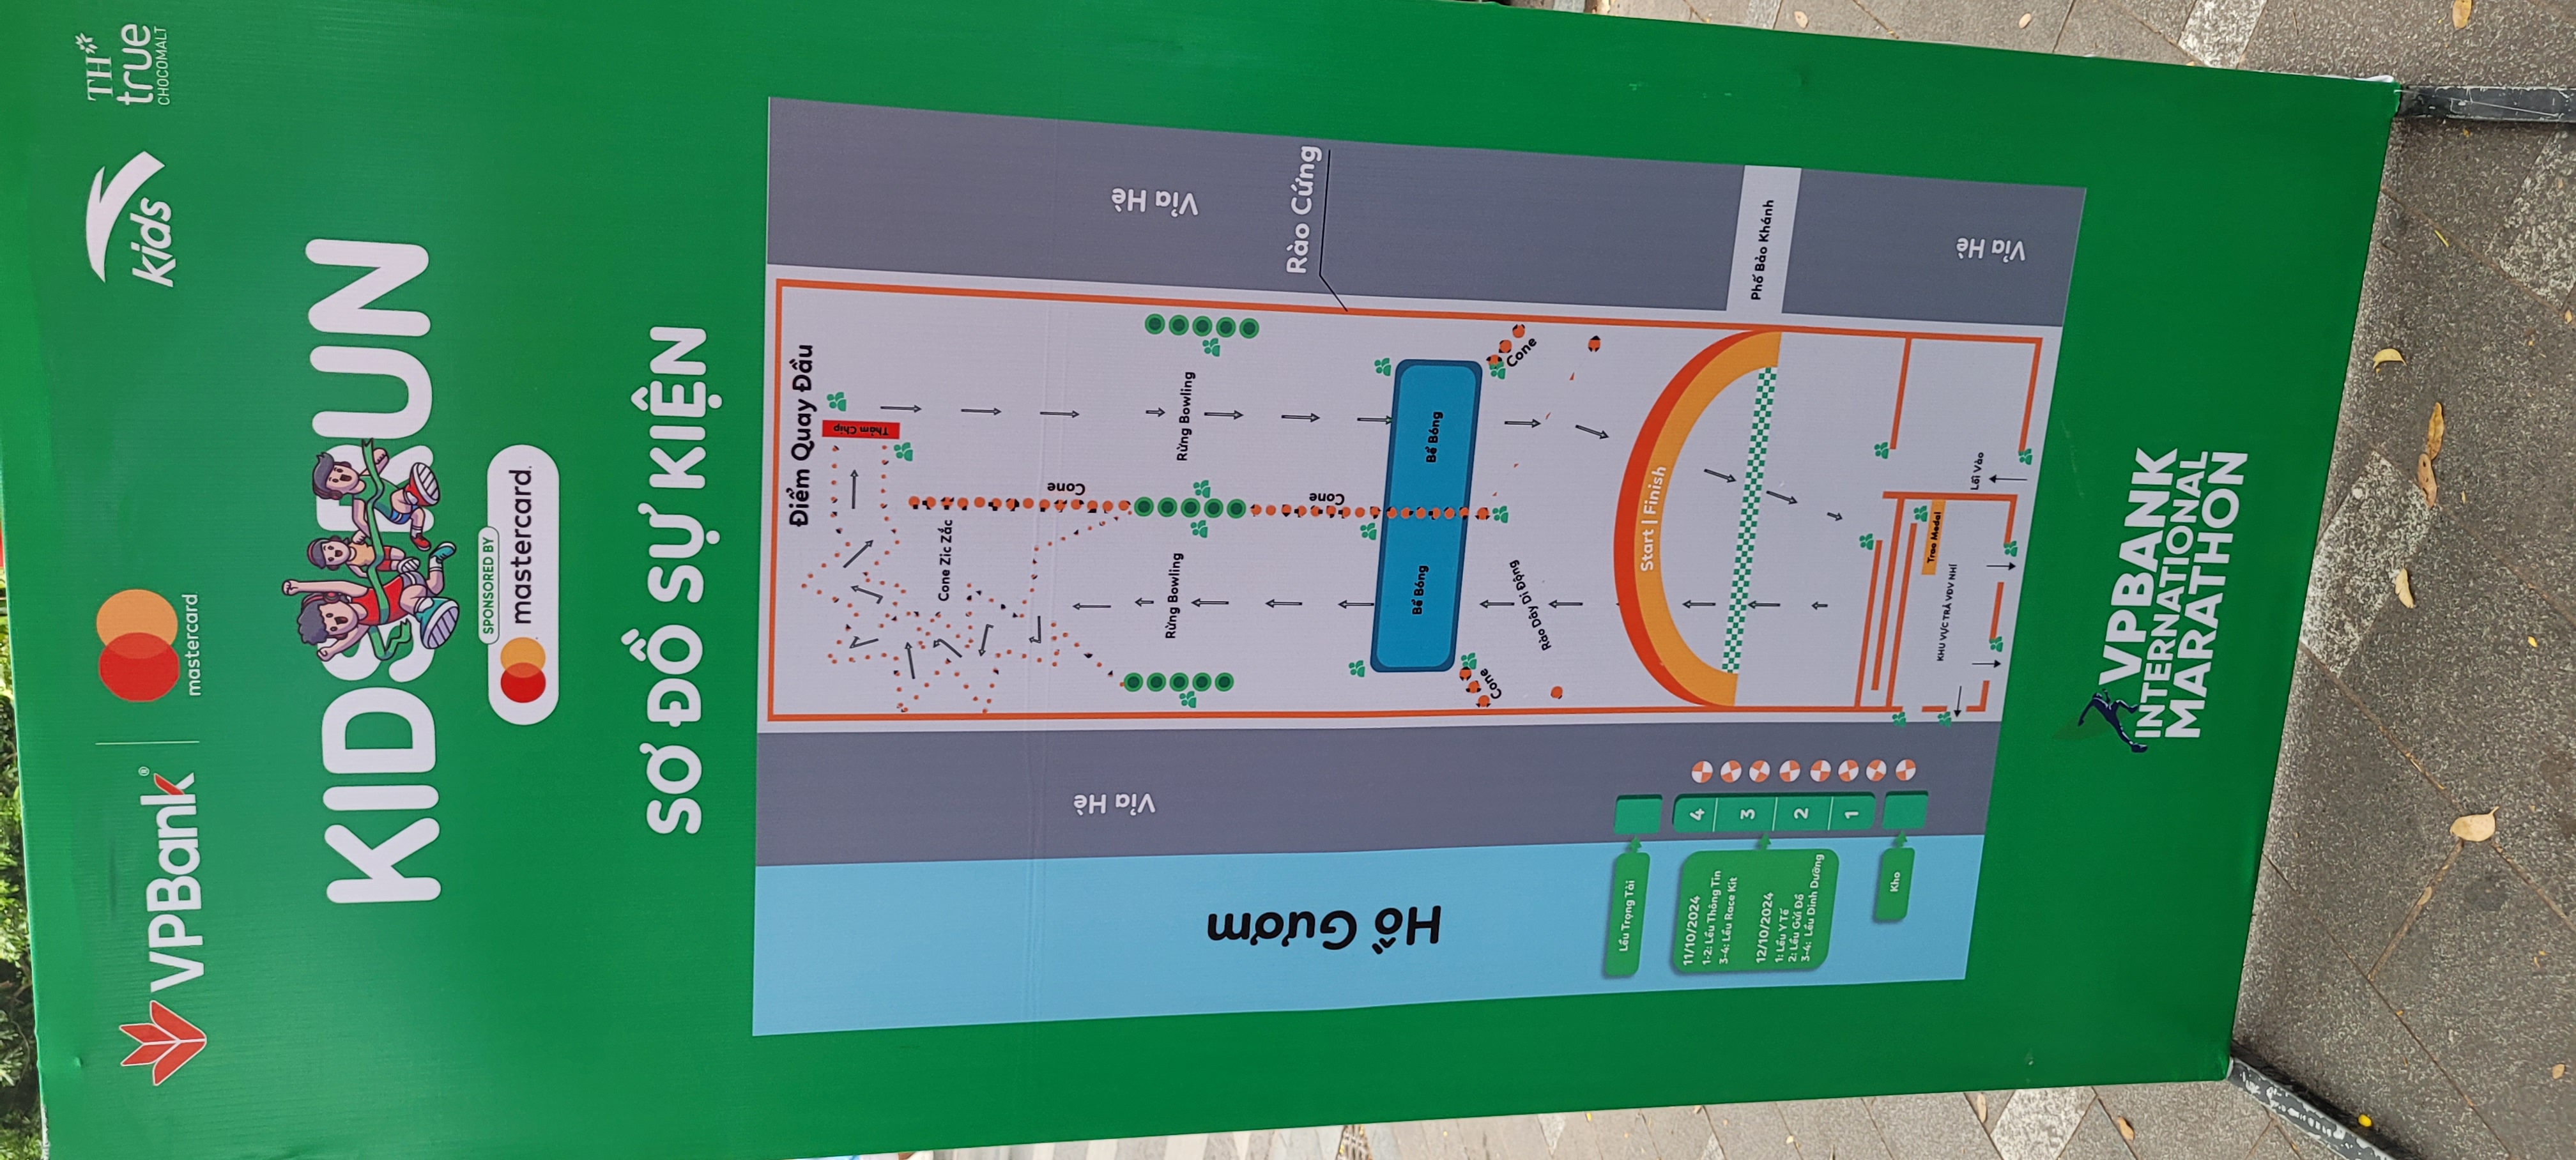 VPBank®
mastercard
kids
TH
true
CHOCOMALT
KIDS RUN
SPONSORED BY
mastercard
SƠ ĐỒ SỰ KIỆN
Điểm Quay Đầu
Thảm Chip
Cone Zic Zắc
Cone
Vỉa Hè
Vỉa Hè
Rừng Bowling
Rừng Bowling
Hồ Gươm
Rào Cứng
Cone
Bể Bóng
Bể Bóng
Cone
Cone
Rào Dây Di Động
Lều Trọng Tài
Start | Finish
11/10/2024
1-2: Lều Thông Tin
3-4: Lều Race Kit
12/10/2024
1: Lều Y Tế
2: Lều Gửi Đồ
3-4: Lều Dinh Dưỡng
4
3
2
1
Phố Bảo Khánh
Kho
Trao Medal
KHU VỰC TRẢ VĐV NHÍ
Lối Vào
Vỉa Hè
VPBANK
INTERNATIONAL
MARATHON